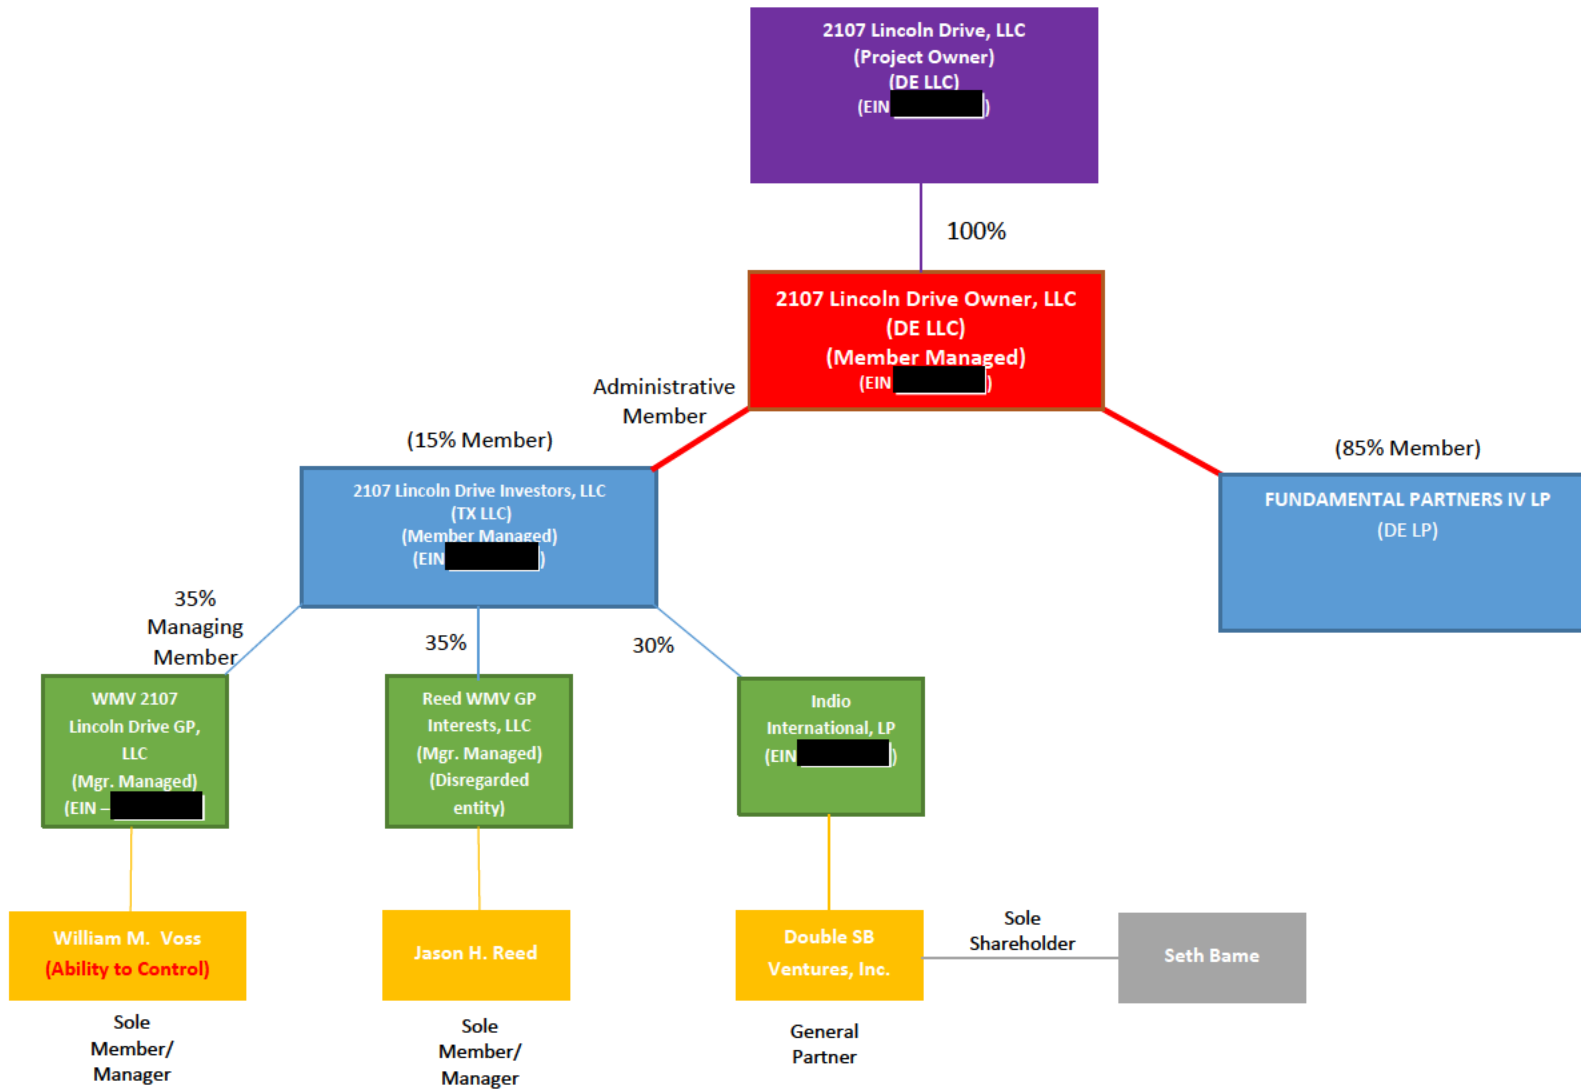 2107 Lincoln Drive, LLC
(Project Owner)
(DE LLC)
(EIN )
100%
2107 Lincoln Drive Owner, LLC
(DE LLC)
(Member Managed)
(EIN )
Administrative
Member
(15% Member)
(85% Member)
2107 Lincoln Drive Investors, LLC
(TX LLC)
(Member Managed)
(EIN )
FUNDAMENTAL PARTNERS IV LP
(DE LP)
35%
Managing
Member
35%
30%
WMV 2107
Lincoln Drive GP,
LLC
(Mgr. Managed)
(EIN –
Reed WMV GP
Interests, LLC
(Mgr. Managed)
(Disregarded
entity)
Indio
International, LP
(EIN )
William M. Voss
(Ability to Control)
Jason H. Reed
Double SB
Ventures, Inc.
Sole
Shareholder
Seth Bame
Sole
Member/
Manager
Sole
Member/
Manager
General
Partner